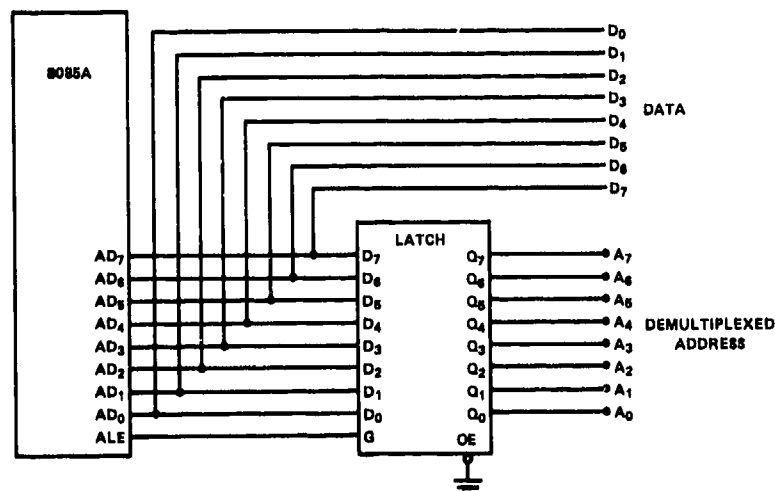 8085A
D0
D1
D2
D3
D4
D5
D6
D7
DATA
LATCH
AD7 D7 Q7 A7
AD6 D6 Q6 A6
AD5 D5 Q5 A5
AD4 D4 Q4 A4
AD3 D3 Q3 A3
AD2 D2 Q2 A2
AD1 D1 Q1 A1
AD0 D0 Q0 A0
ALE G OE
DEMULTIPLEXED
ADDRESS